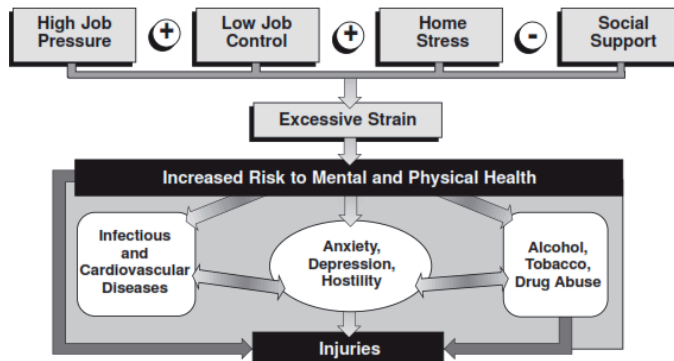 High Job
Pressure
+
Low Job
Control
+
Home
Stress
-
Social
Support
Excessive Strain
Increased Risk to Mental and Physical Health
Infectious
and
Cardiovascular
Diseases
Anxiety,
Depression,
Hostility
Alcohol,
Tobacco,
Drug Abuse
Injuries